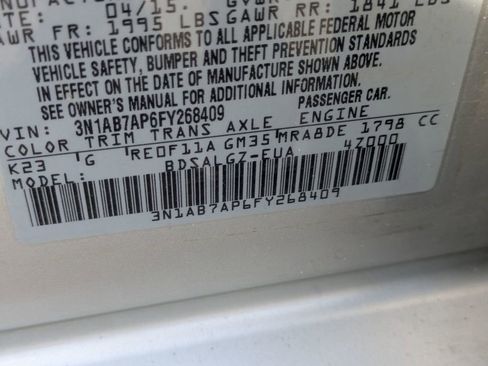 DATE: 04/15. GVWR
GAWR FR: 1995 LBS GAWR RR: 1841 LBS
THIS VEHICLE CONFORMS TO ALL APPLICABLE FEDERAL MOTOR
VEHICLE SAFETY, BUMPER AND THEFT PREVENTION STANDARDS
IN EFFECT ON THE DATE OF MANUFACTURE SHOWN ABOVE.
SEE OWNER'S MANUAL FOR ADDITIONAL INFORMATION.
VIN: 3N1AB7AP6FY268409 PASSENGER CAR.
COLOR TRIM TRANS AXLE ENGINE
K23 G RE0F11A GM35 MRA8DE 1798 CC
MODEL: BDSALGZ-EUA 4Z000
3N1AB7AP6FY268409